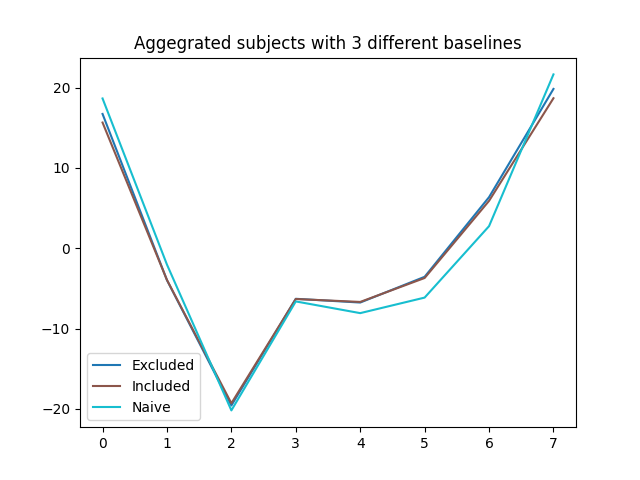 Aggegrated subjects with 3 different baselines
20
10
0
−10
−20
Excluded
Included
Naive
0 1 2 3 4 5 6 7